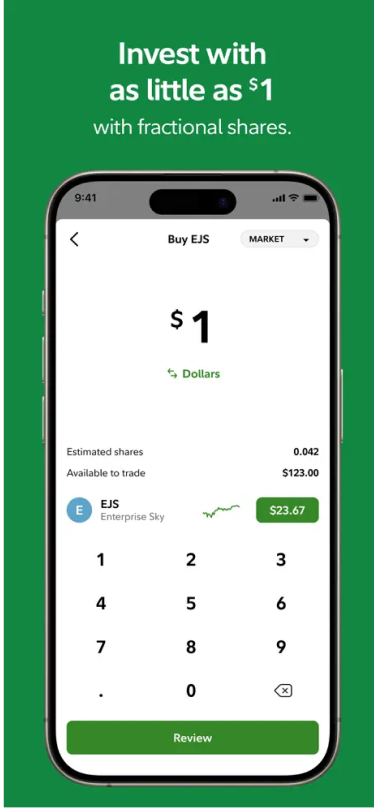 Invest with
as little as $1
with fractional shares.
9:41
Buy EJS
MARKET
$1
Dollars
Estimated shares 0.042
Available to trade $123.00
E
EJS
Enterprise Sky
$23.67
1 2 3
4 5 6
7 8 9
. 0
Review